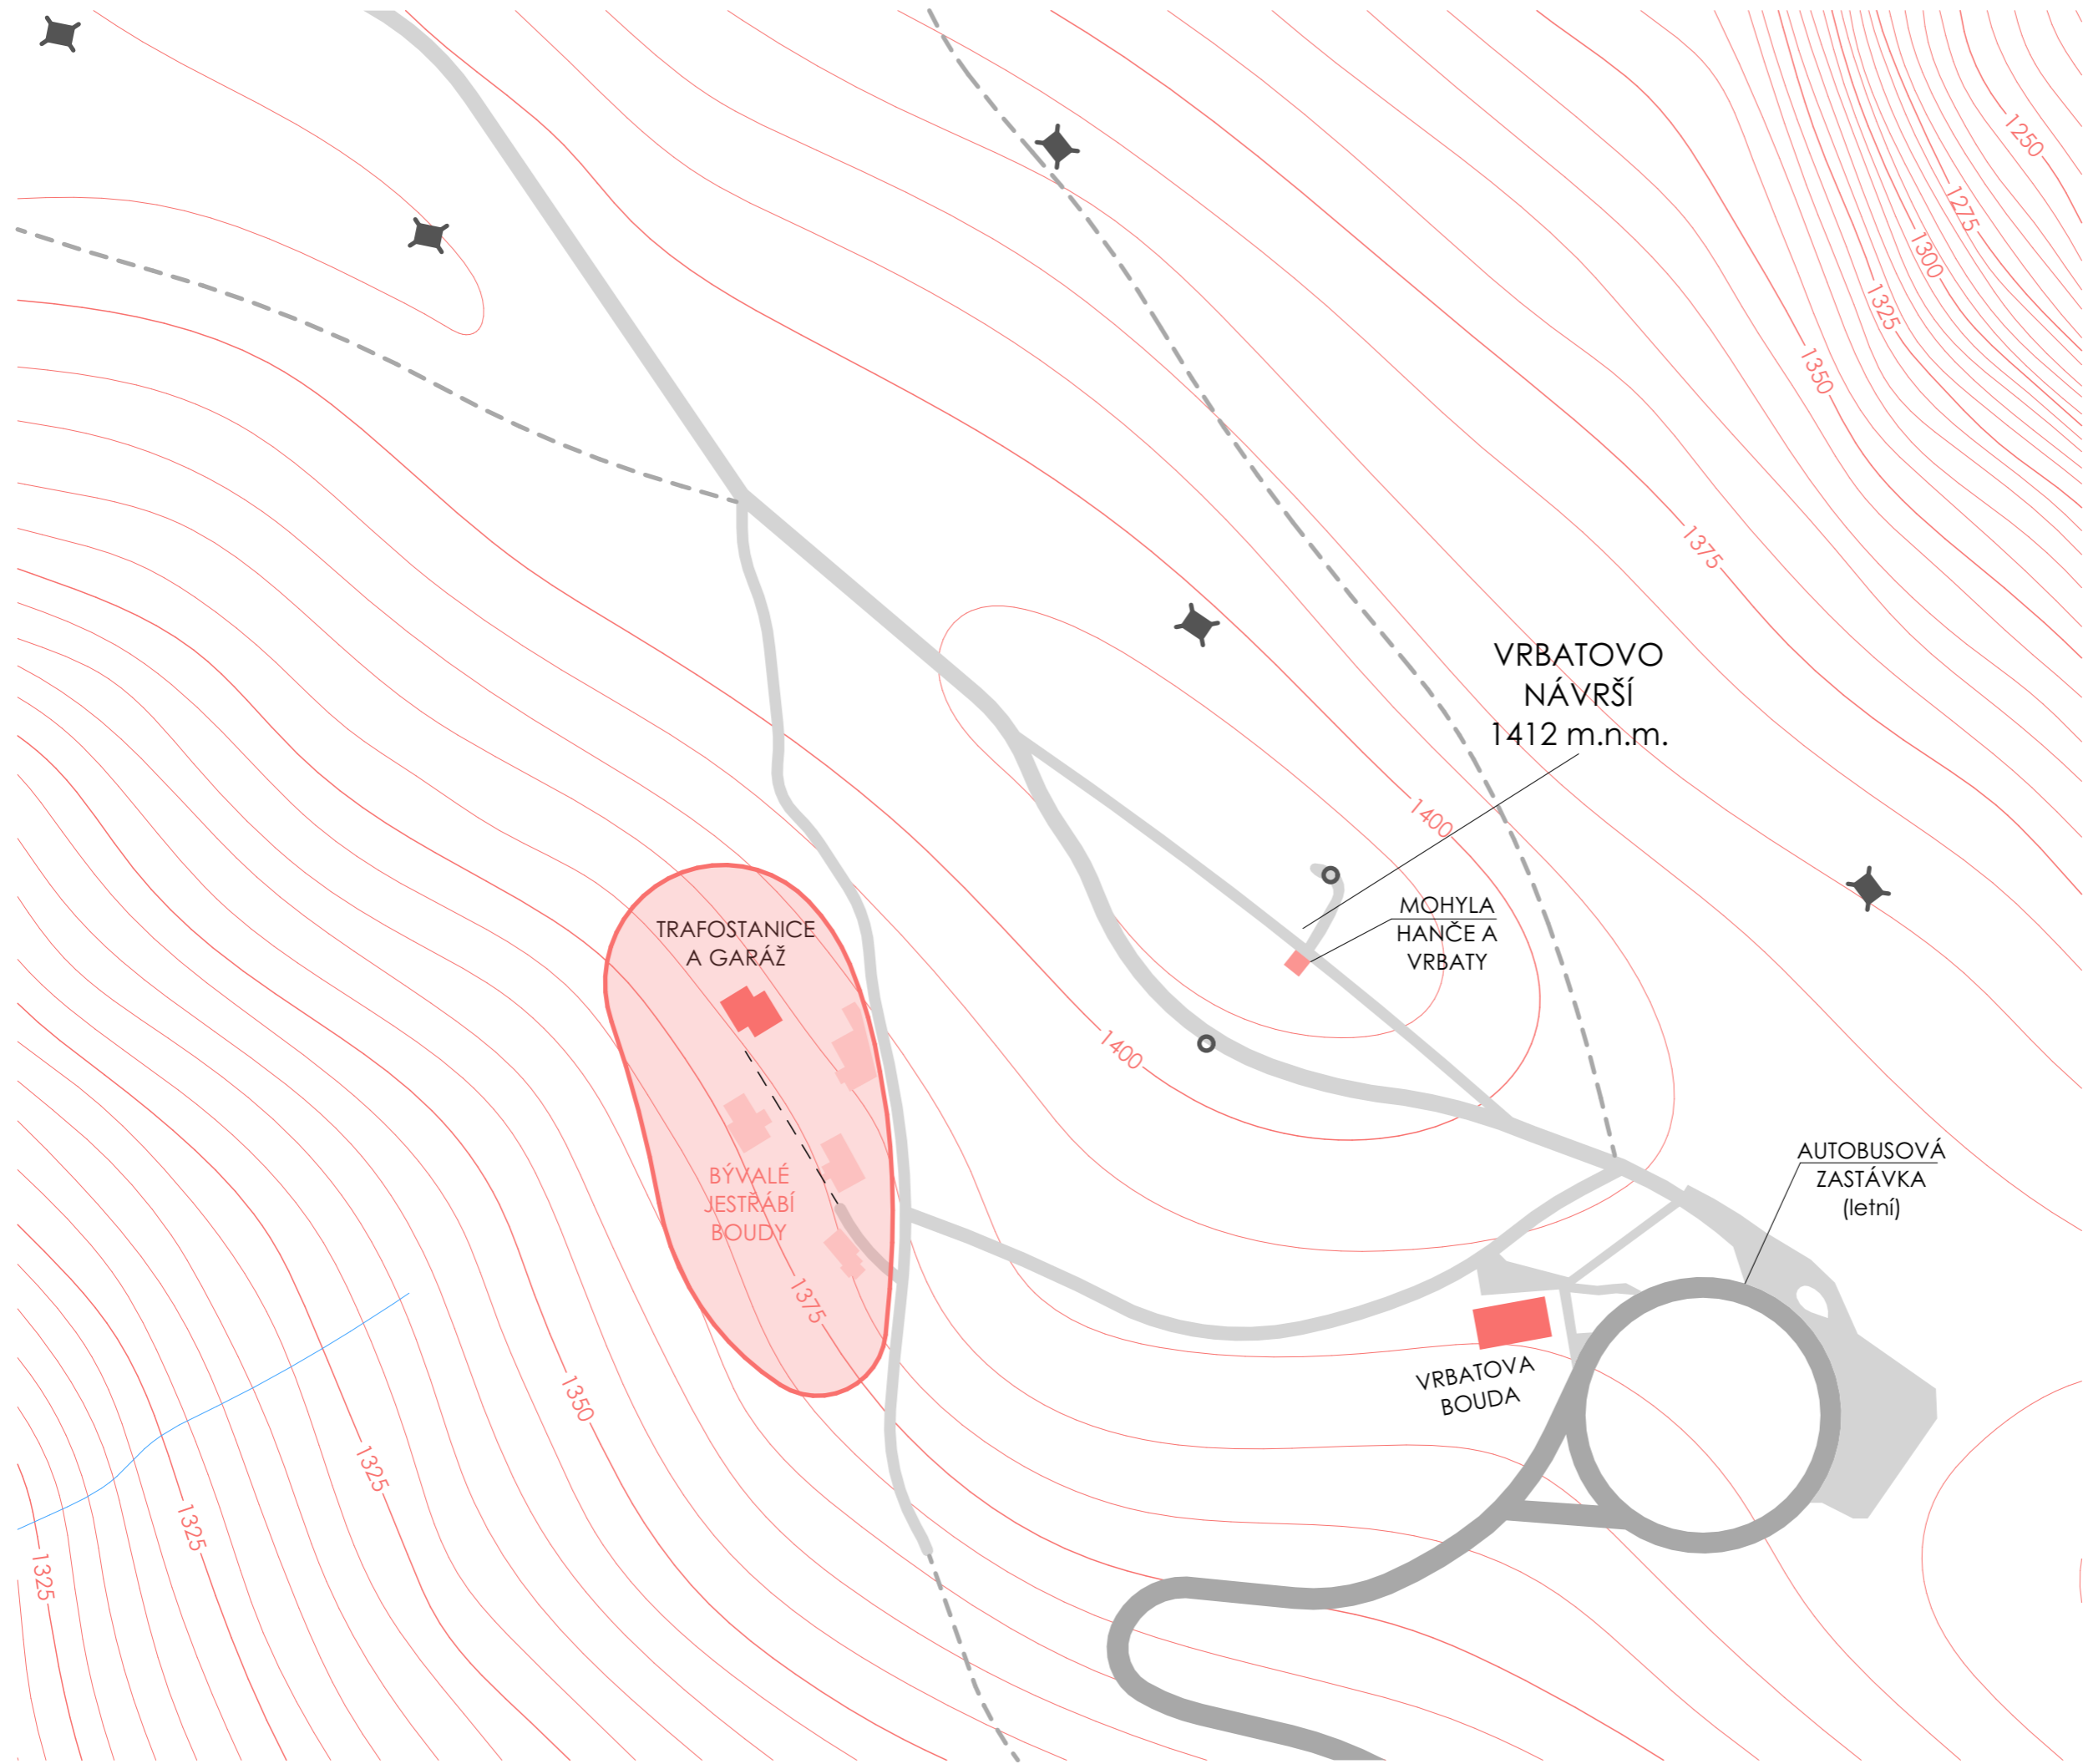 1250
1275
1300
1325
1350
1375
VRBATOVO
NÁVRŠÍ
1412 m.n.m.
1400
MOHYLA
HANČE A
VRBATY
TRAFOSTANICE
A GARÁŽ
1400
AUTOBUSOVÁ
ZASTÁVKA
(letní)
BÝVALÉ
JESTŘÁBÍ
BOUDY
1375
VRBATOVA
BOUDA
1350
1325
1325
1325